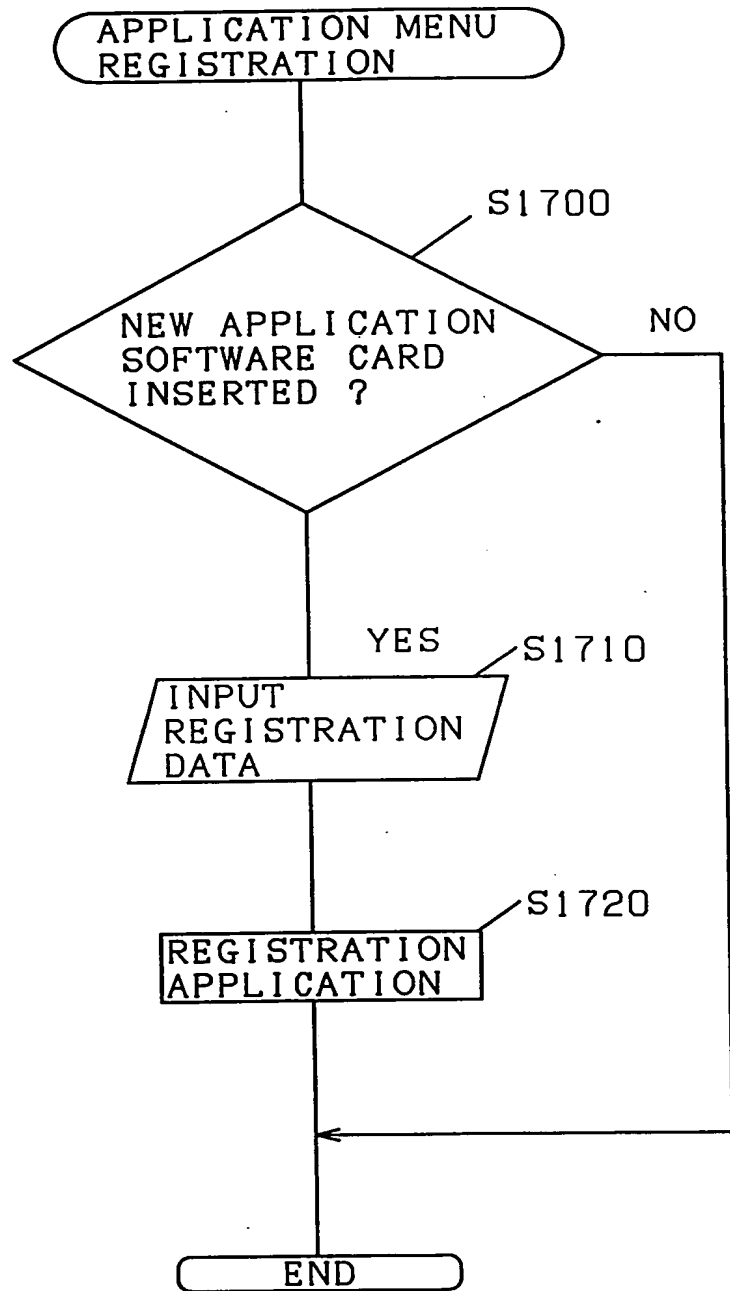 APPLICATION MENU
REGISTRATION
S1700
NEW APPLICATION
SOFTWARE CARD
INSERTED ?
NO
YES
S1710
INPUT
REGISTRATION
DATA
S1720
REGISTRATION
APPLICATION
END